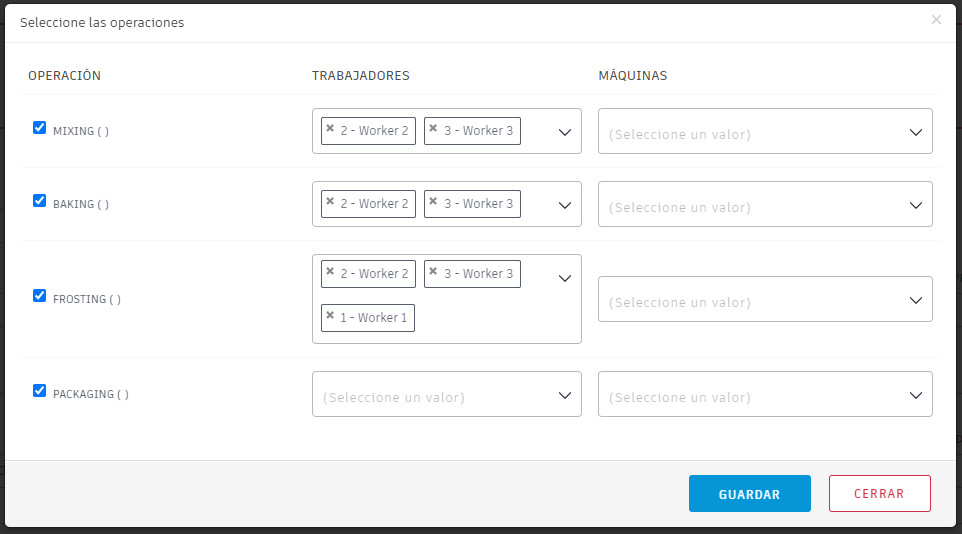 Seleccione las operaciones
×
OPERACIÓN TRABAJADORES MÁQUINAS
MIXING ( ) × 2 - Worker 2 × 3 - Worker 3 (Seleccione un valor)
BAKING ( ) × 2 - Worker 2 × 3 - Worker 3 (Seleccione un valor)
× 2 - Worker 2 × 3 - Worker 3
FROSTING ( ) (Seleccione un valor)
× 1 - Worker 1
PACKAGING ( ) (Seleccione un valor) (Seleccione un valor)
GUARDAR CERRAR